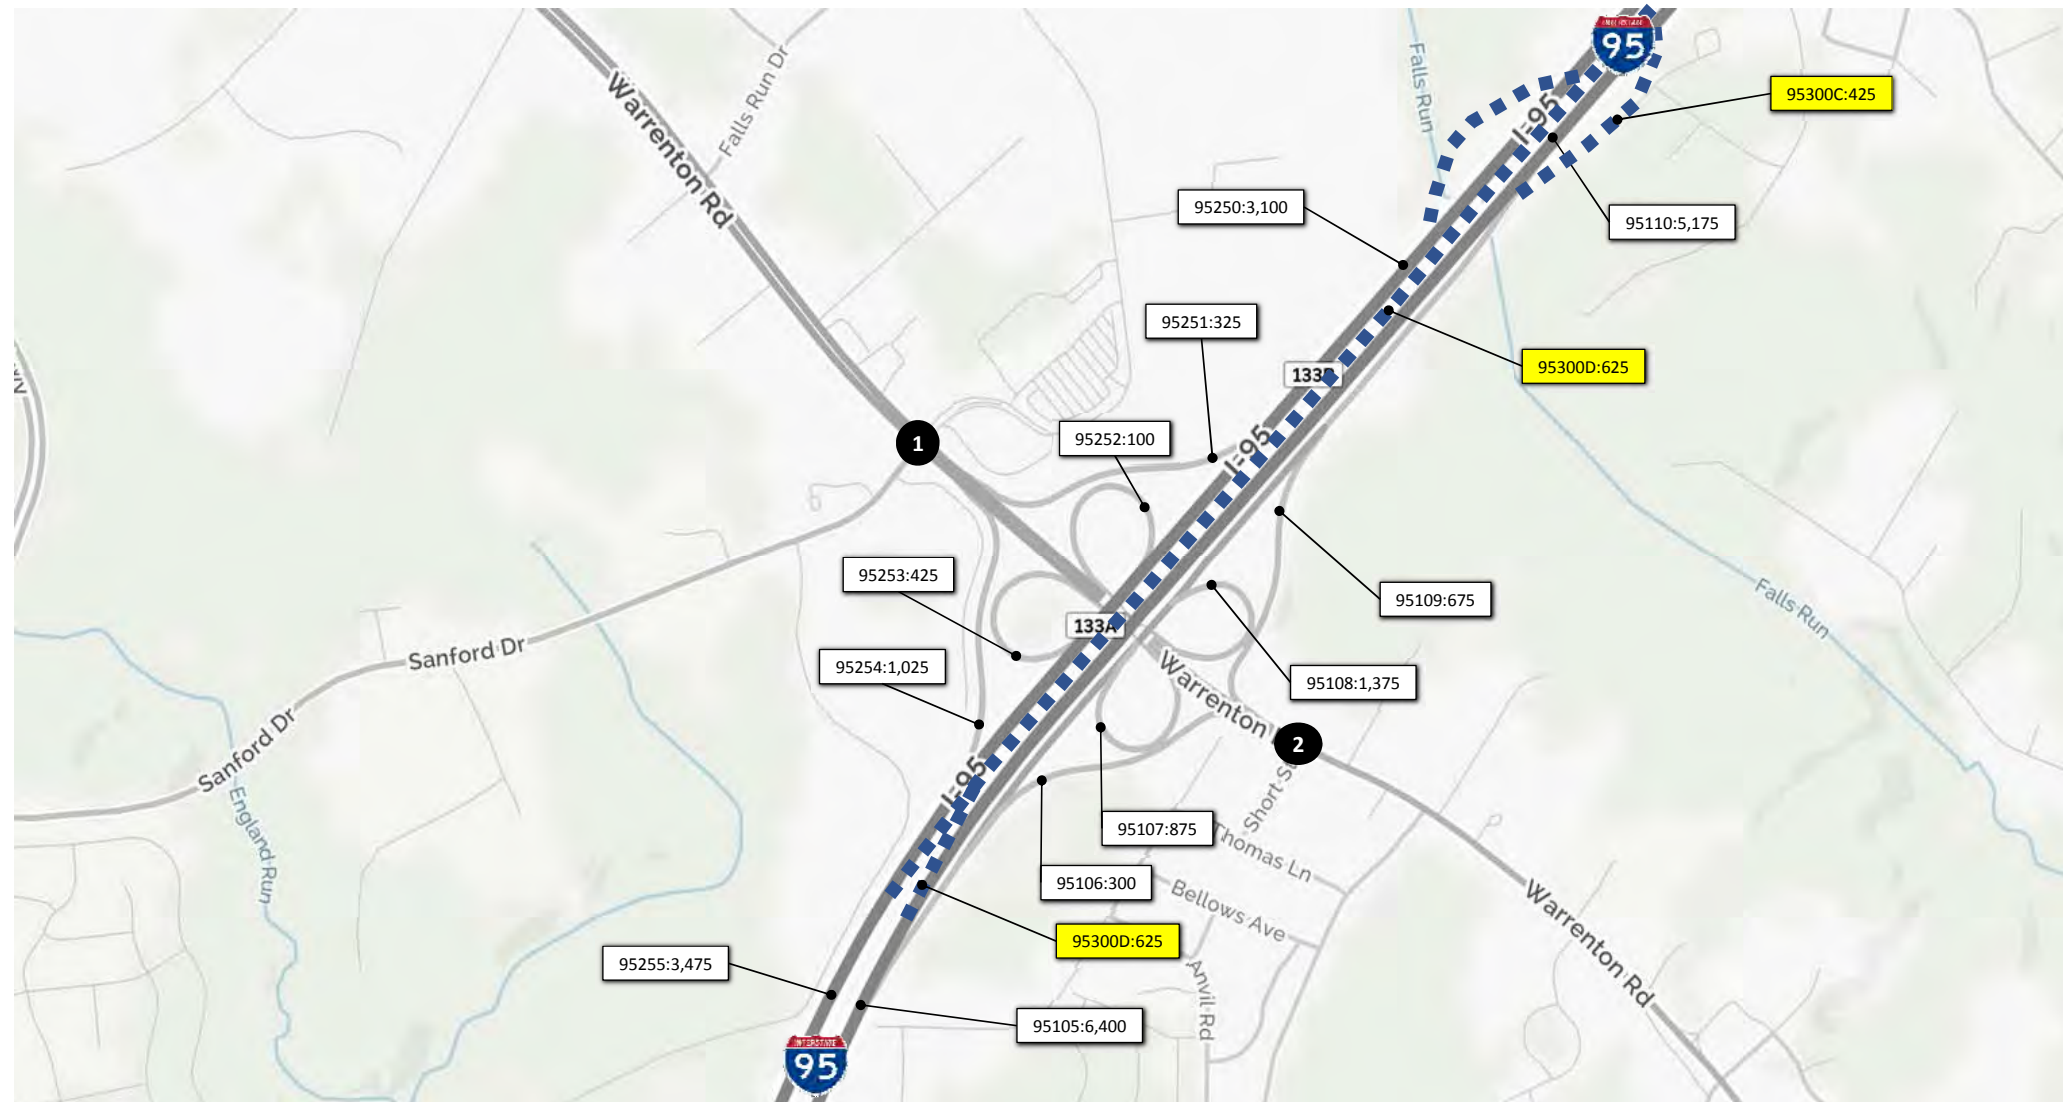 INTERSTATE
95
95300C:425
Falls Run Dr
Falls Run
Warrenton Rd
I-95
95250:3,100
95110:5,175
95251:325
95300D:625
133B
95252:100
1
I-95
95253:425
95109:675
Falls Run
133A
Sanford Dr
95254:1,025
Warrenton
95108:1,375
2
Sanford Dr
I-95
Short St
England Run
95107:875
Thomas Ln
95106:300
Bellows Ave
Warrenton Rd
95300D:625
95255:3,475
Anvil Rd
95105:6,400
INTERSTATE
95